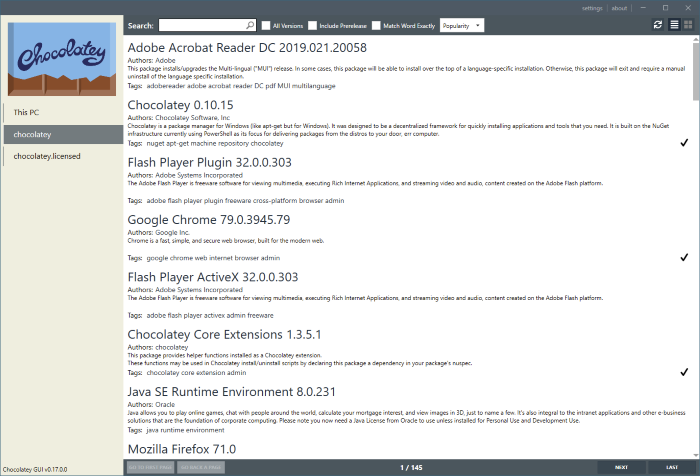 settings | about
Search: All Versions Include Prerelease Match Word Exactly Popularity
Chocolatey
This PC
chocolatey
chocolatey.licensed
Adobe Acrobat Reader DC 2019.021.20058
Authors: Adobe
This package installs/upgrades the Multi-lingual ("MUI") release. In some cases, this package will be able to install over the top of a language-specific installation. Otherwise, this package will exit and require a manual
uninstall of the language specific installation.
Tags: adobereader adobe acrobat reader DC pdf MUI multilanguage
Chocolatey 0.10.15
Authors: Chocolatey Software, Inc
Chocolatey is a package manager for Windows (like apt-get but for Windows). It was designed to be a decentralized framework for quickly installing applications and tools that you need. It is built on the NuGet
infrastructure currently using PowerShell as its focus for delivering packages from the distros to your door, err computer.
Tags: nuget apt-get machine repository chocolatey
Flash Player Plugin 32.0.0.303
Authors: Adobe Systems Incorporated
The Adobe Flash Player is freeware software for viewing multimedia, executing Rich Internet Applications, and streaming video and audio, content created on the Adobe Flash platform.
Tags: adobe flash player plugin freeware cross-platform browser admin
Google Chrome 79.0.3945.79
Authors: Google Inc.
Chrome is a fast, simple, and secure web browser, built for the modern web.
Tags: google chrome web internet browser admin
Flash Player ActiveX 32.0.0.303
Authors: Adobe Systems Incorporated
The Adobe Flash Player is freeware software for viewing multimedia, executing Rich Internet Applications, and streaming video and audio, content created on the Adobe Flash platform.
Tags: adobe flash player activex admin freeware
Chocolatey Core Extensions 1.3.5.1
Authors: chocolatey
This package provides helper functions installed as a Chocolatey extension.
These functions may be used in Chocolatey install/uninstall scripts by declaring this package a dependency in your package's nuspec.
Tags: chocolatey core extension admin
Java SE Runtime Environment 8.0.231
Authors: Oracle
Java allows you to play online games, chat with people around the world, calculate your mortgage interest, and view images in 3D, just to name a few. It's also integral to the intranet applications and other e-business
solutions that are the foundation of corporate computing. Please note you now need a Java License from Oracle to use unless installed for Personal Use and Development Use.
Tags: java runtime environment
Mozilla Firefox 71.0
Chocolatey GUI v0.17.0.0
GO BACK A PAGE 1 / 145 NEXT LAST